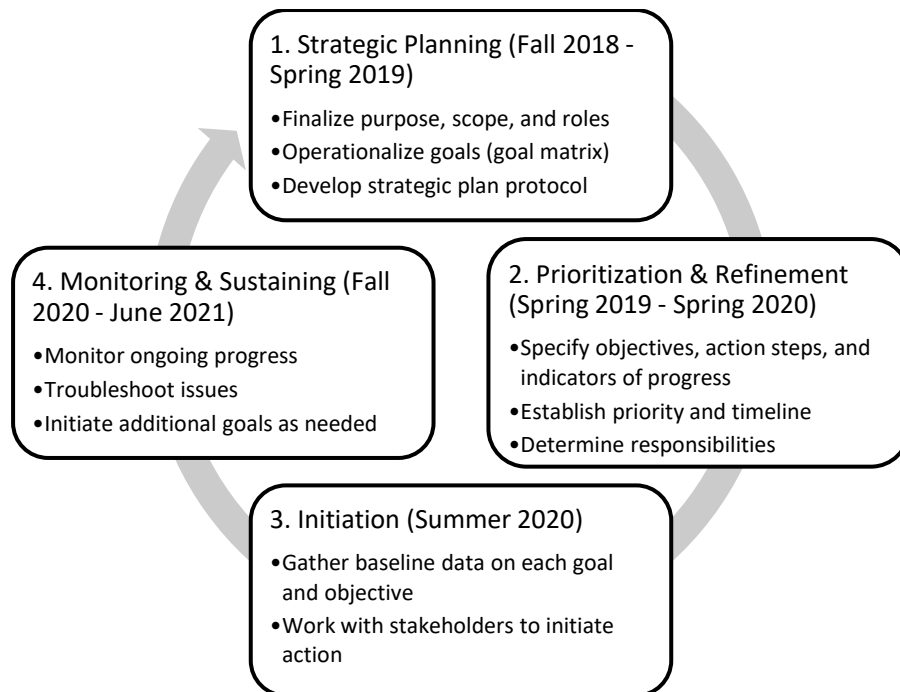 1. Strategic Planning (Fall 2018 -
Spring 2019)
•Finalize purpose, scope, and roles
•Operationalize goals (goal matrix)
•Develop strategic plan protocol
2. Prioritization & Refinement
(Spring 2019 - Spring 2020)
•Specify objectives, action steps, and
indicators of progress
•Establish priority and timeline
•Determine responsibilities
3. Initiation (Summer 2020)
•Gather baseline data on each goal
and objective
•Work with stakeholders to initiate
action
4. Monitoring & Sustaining (Fall
2020 - June 2021)
•Monitor ongoing progress
•Troubleshoot issues
•Initiate additional goals as needed